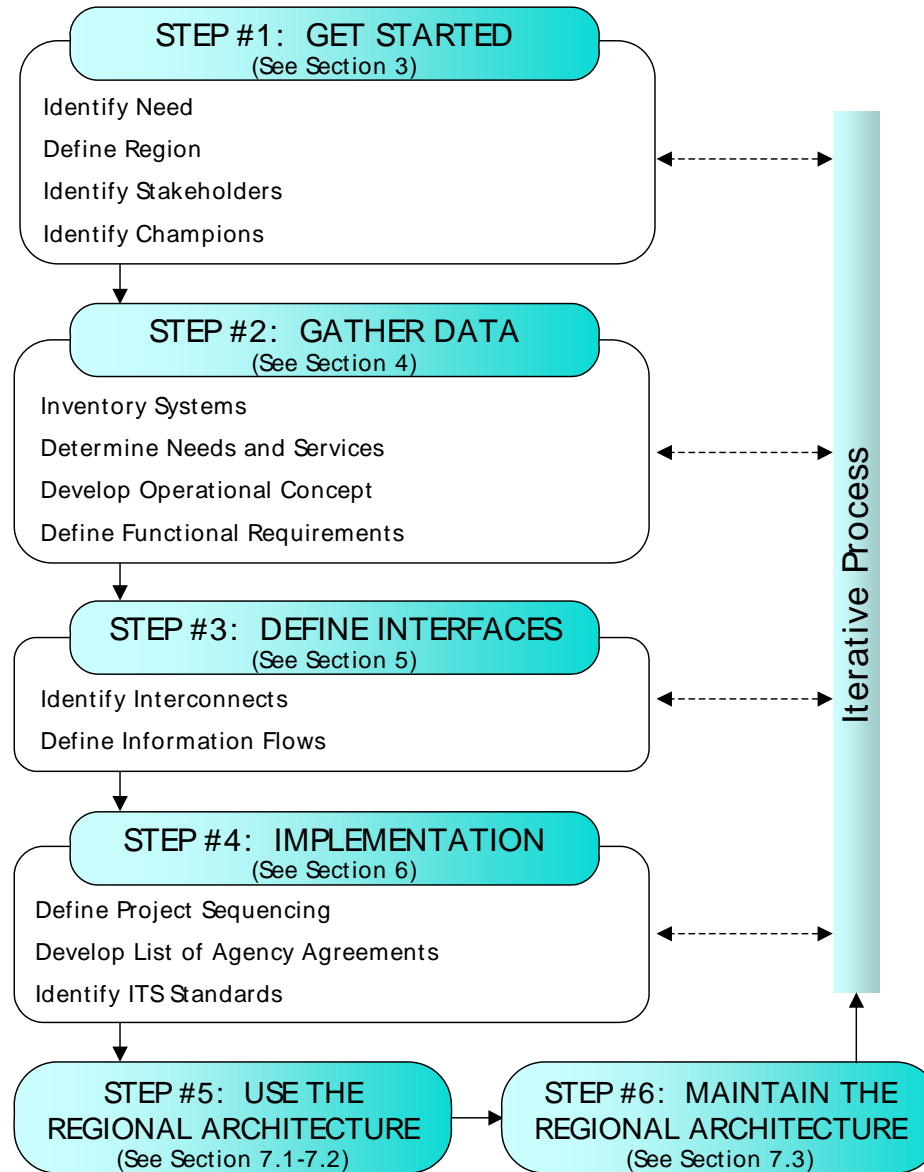 STEP #1: GET STARTED
(See Section 3)
Identify Need
Define Region
Identify Stakeholders
Identify Champions
STEP #2: GATHER DATA
(See Section 4)
Inventory Systems
Determine Needs and Services
Develop Operational Concept
Define Functional Requirements
STEP #3: DEFINE INTERFACES
(See Section 5)
Identify Interconnects
Define Information Flows
STEP #4: IMPLEMENTATION
(See Section 6)
Define Project Sequencing
Develop List of Agency Agreements
Identify ITS Standards
STEP #5: USE THE
REGIONAL ARCHITECTURE
(See Section 7.1-7.2)
STEP #6: MAINTAIN THE
REGIONAL ARCHITECTURE
(See Section 7.3)
Iterative Process